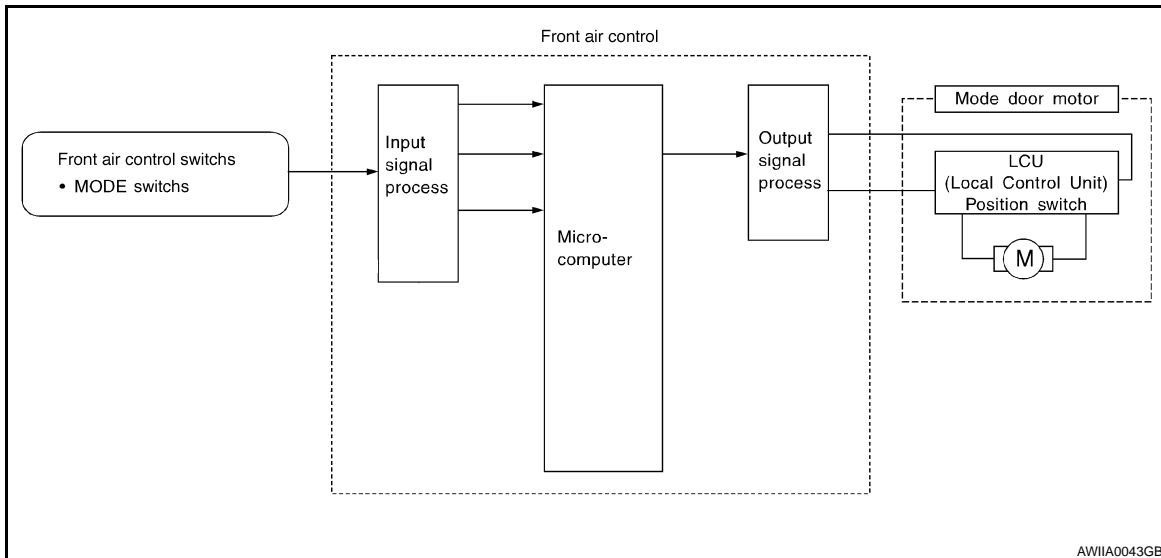 Front air control
Front air control switchs
• MODE switchs
Input
signal
process
Micro-
computer
Output
signal
process
Mode door motor
LCU
(Local Control Unit)
Position switch
M
AWIIA0043GB